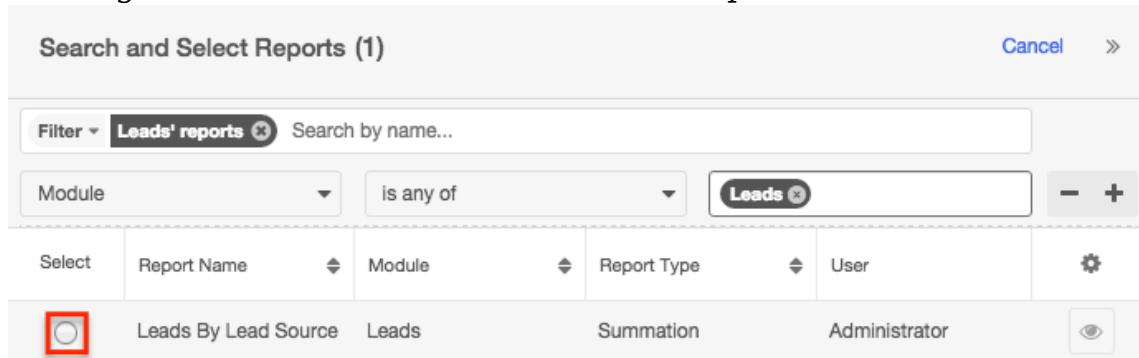 Search and Select Reports (1) Cancel »
Filter Leads' reports Search by name...
Module is any of Leads − +
Select Report Name Module Report Type User
Leads By Lead Source Leads Summation Administrator